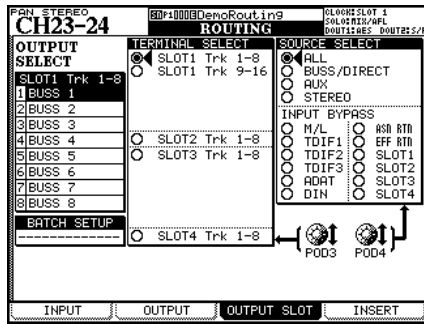 PAN STEREO
CH23-24
DemoRouting
ROUTING
CLOCK:SLOT 1
SOLO:MIX/AFL
OUTPUT
SELECT
SLOT1 Trk 1-8
1 BUSS 1
2 BUSS 2
3 BUSS 3
4 BUSS 4
5 BUSS 5
6 BUSS 6
7 BUSS 7
8 BUSS 8
BATCH SETUP
--------------
TERMINAL SELECT
SLOT1 Trk 1-8
SLOT1 Trk 9-16
SLOT2 Trk 1-8
SLOT3 Trk 1-8
SLOT4 Trk 1-8
SOURCE SELECT
ALL
BUSS/DIRECT
AUX
STEREO
INPUT BYPASS
M/L
TDIF1
TDIF2
TDIF3
ADAT
DIN
ASN RTN
EFF RTN
SLOT1
SLOT2
SLOT3
SLOT4
POD3 POD4
INPUT OUTPUT OUTPUT SLOT INSERT